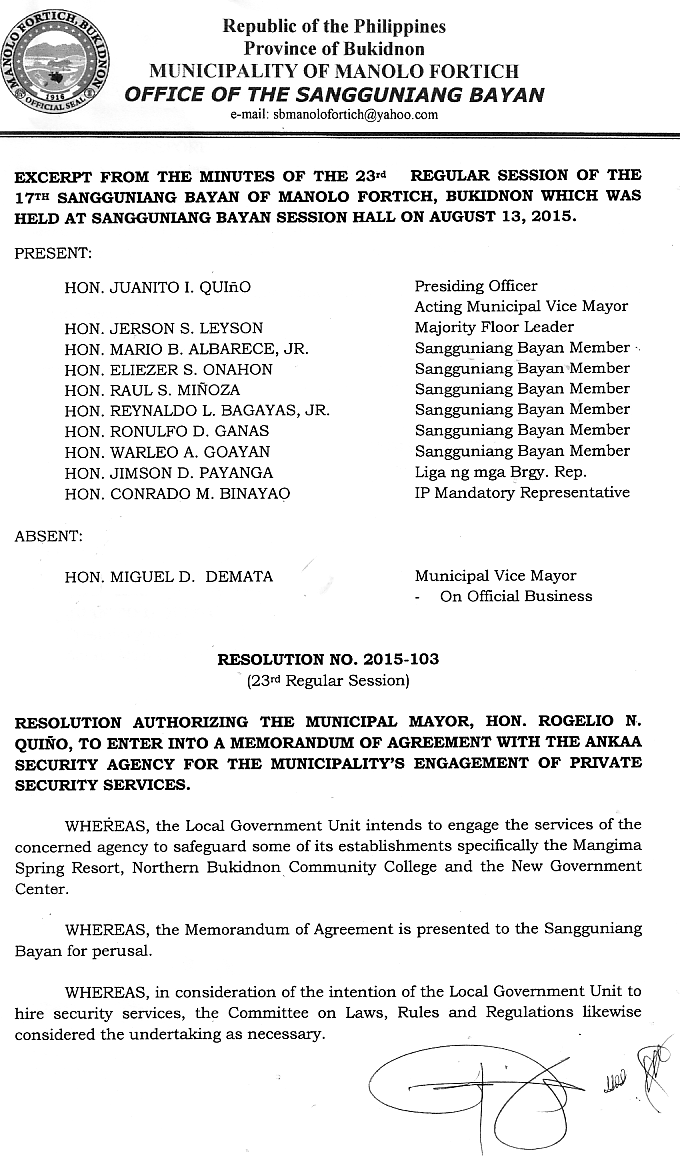 MANOLO FORTICH, BUKIDNON
1916
OFFICIAL SEAL
Republic of the Philippines
Province of Bukidnon
MUNICIPALITY OF MANOLO FORTICH
OFFICE OF THE SANGGUNIANG BAYAN
e-mail: sbmanolofortich@yahoo.com
EXCERPT FROM THE MINUTES OF THE 23rd REGULAR SESSION OF THE
17TH SANGGUNIANG BAYAN OF MANOLO FORTICH, BUKIDNON WHICH WAS
HELD AT SANGGUNIANG BAYAN SESSION HALL ON AUGUST 13, 2015.
PRESENT:
HON. JUANITO I. QUIñO Presiding Officer
Acting Municipal Vice Mayor
HON. JERSON S. LEYSON Majority Floor Leader
HON. MARIO B. ALBARECE, JR. Sangguniang Bayan Member
HON. ELIEZER S. ONAHON Sangguniang Bayan Member
HON. RAUL S. MIÑOZA Sangguniang Bayan Member
HON. REYNALDO L. BAGAYAS, JR. Sangguniang Bayan Member
HON. RONULFO D. GANAS Sangguniang Bayan Member
HON. WARLEO A. GOAYAN Sangguniang Bayan Member
HON. JIMSON D. PAYANGA Liga ng mga Brgy. Rep.
HON. CONRADO M. BINAYAO IP Mandatory Representative
ABSENT:
HON. MIGUEL D. DEMATA Municipal Vice Mayor
- On Official Business
RESOLUTION NO. 2015-103
(23rd Regular Session)
RESOLUTION AUTHORIZING THE MUNICIPAL MAYOR, HON. ROGELIO N.
QUIÑO, TO ENTER INTO A MEMORANDUM OF AGREEMENT WITH THE ANKAA
SECURITY AGENCY FOR THE MUNICIPALITY'S ENGAGEMENT OF PRIVATE
SECURITY SERVICES.
WHEREAS, the Local Government Unit intends to engage the services of the
concerned agency to safeguard some of its establishments specifically the Mangima
Spring Resort, Northern Bukidnon Community College and the New Government
Center.
WHEREAS, the Memorandum of Agreement is presented to the Sangguniang
Bayan for perusal.
WHEREAS, in consideration of the intention of the Local Government Unit to
hire security services, the Committee on Laws, Rules and Regulations likewise
considered the undertaking as necessary.